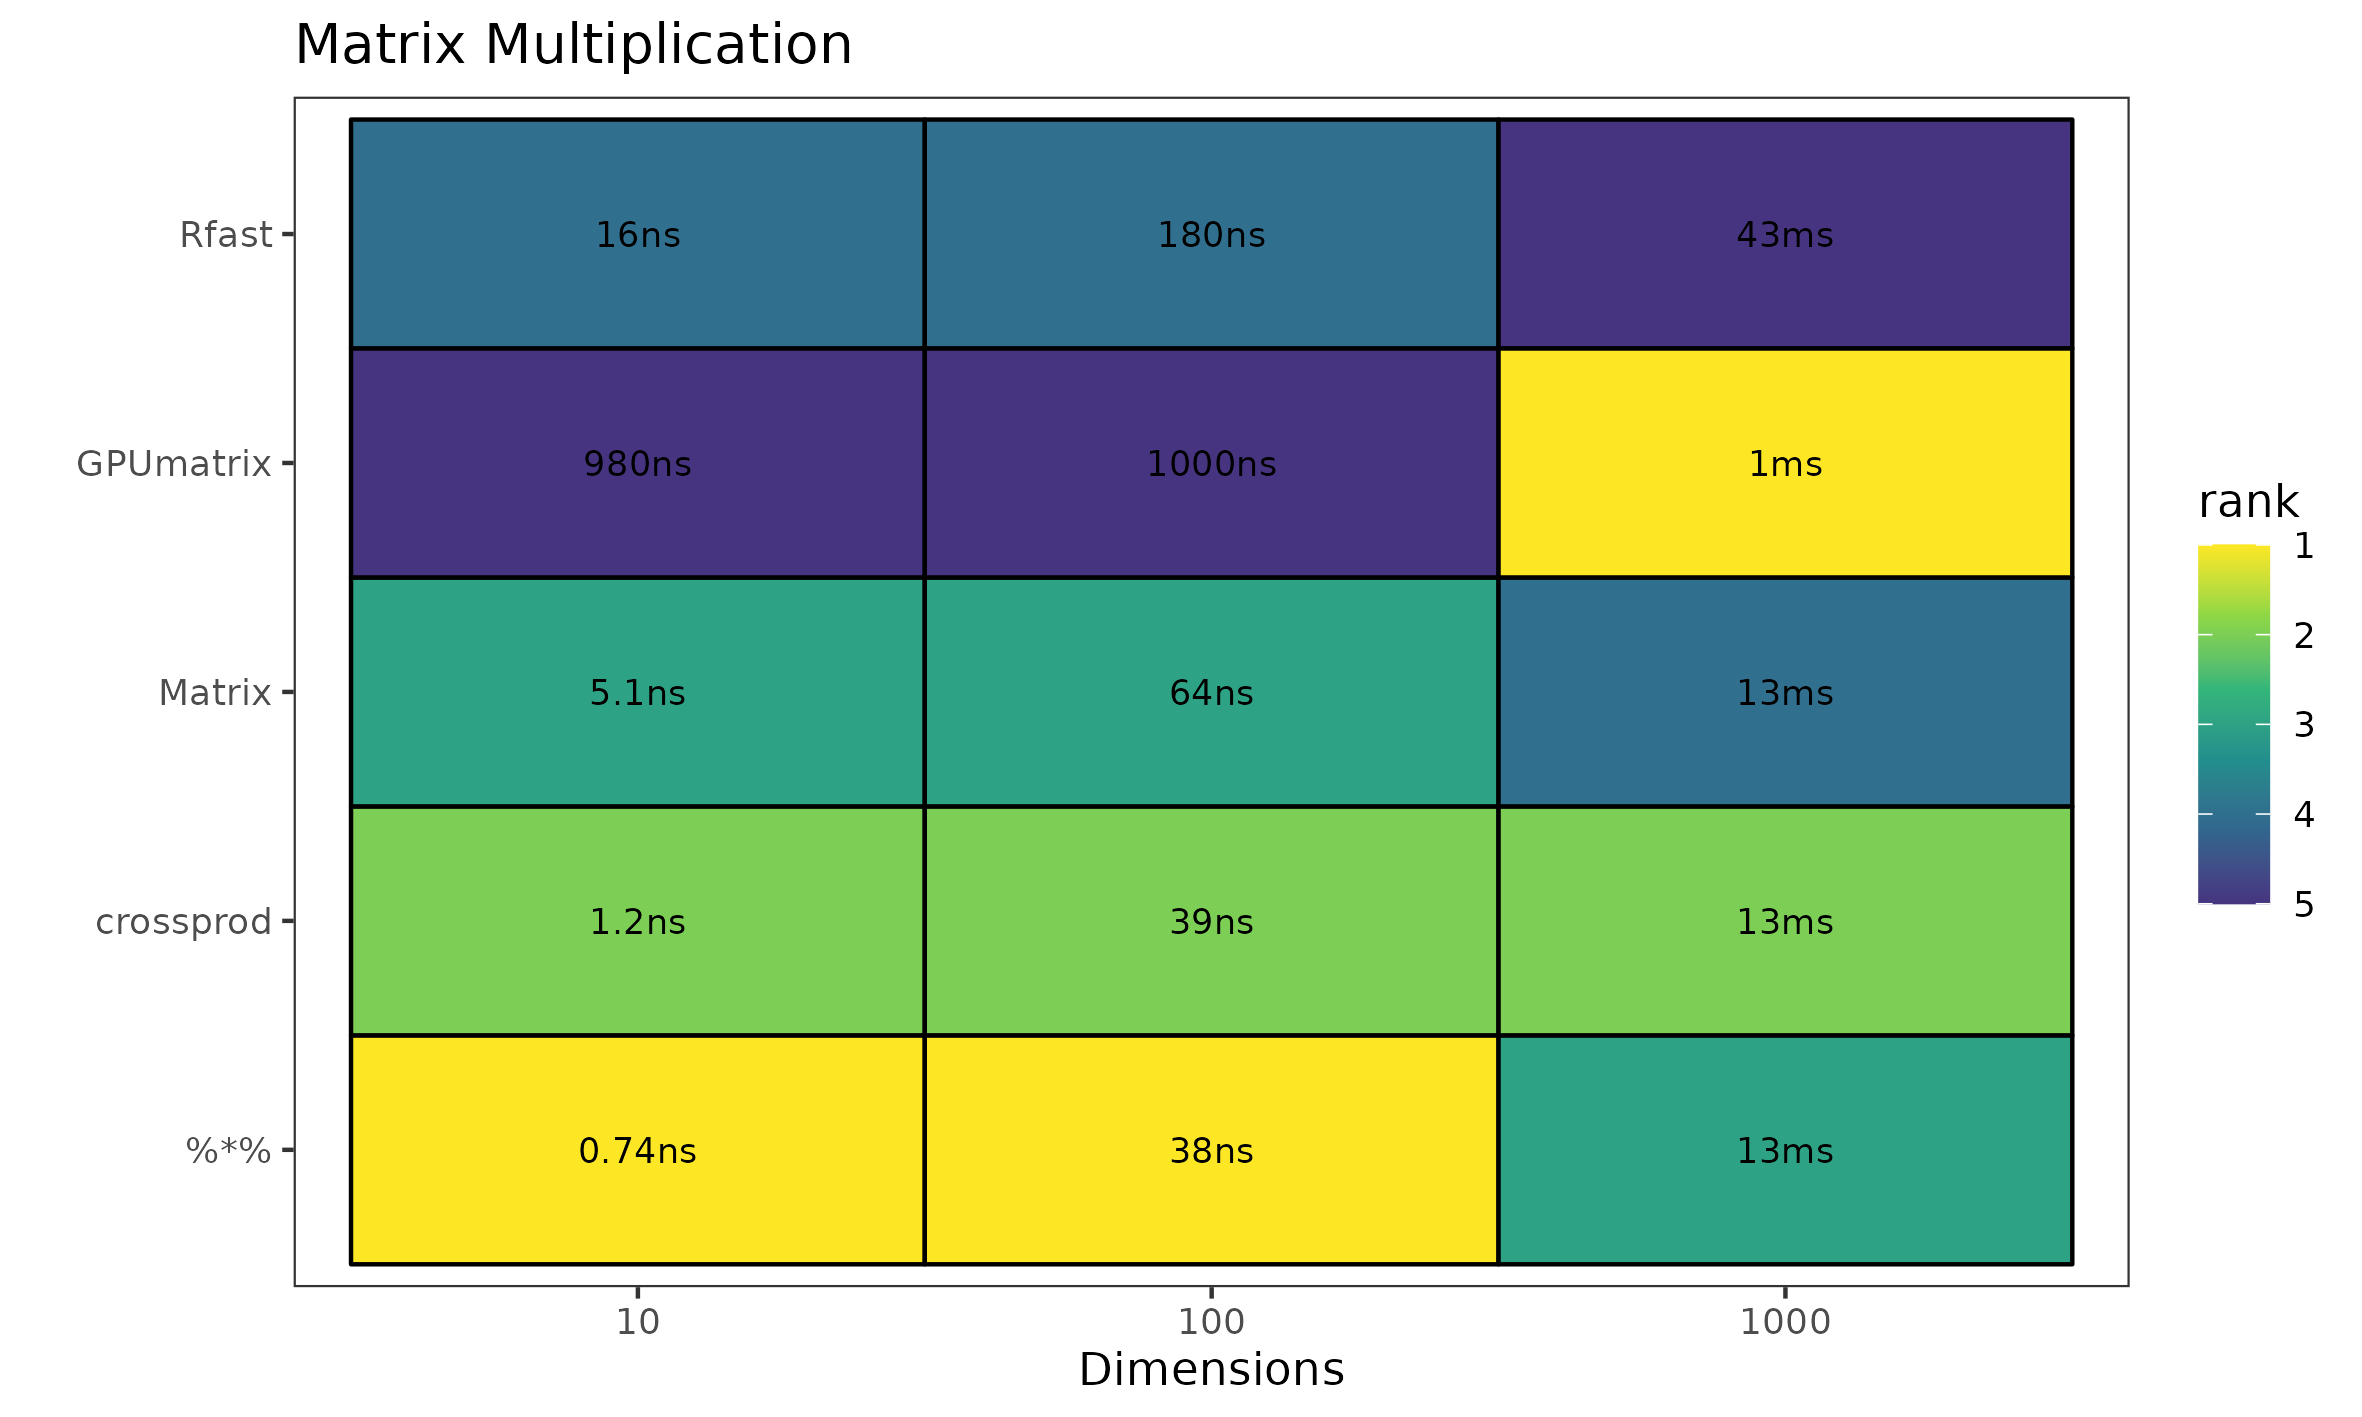 Matrix Multiplication
Rfast 16ns 180ns 43ms
GPUmatrix 980ns 1000ns 1ms
Matrix 5.1ns 64ns 13ms
crossprod 1.2ns 39ns 13ms
%*% 0.74ns 38ns 13ms
10 100 1000
Dimensions
rank
1
2
3
4
5